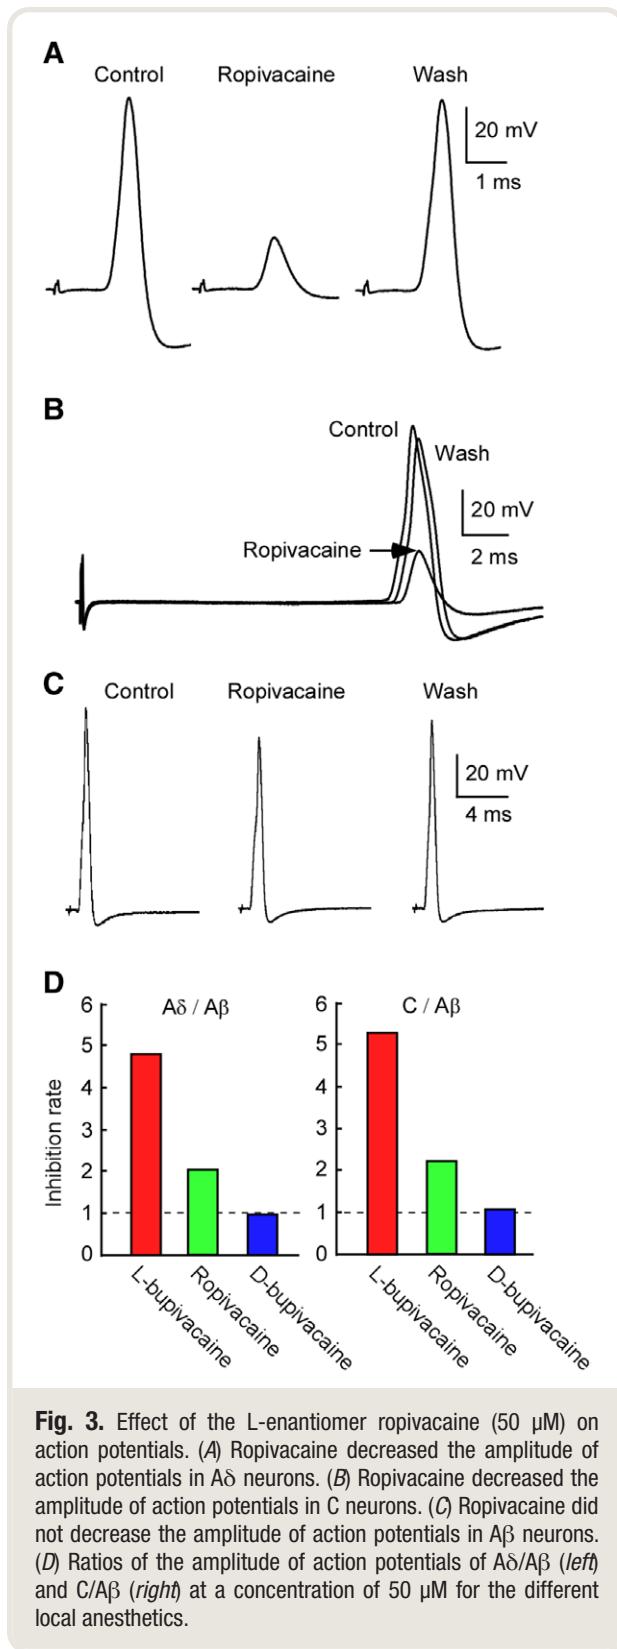 A
Control Ropivacaine Wash
20 mV
1 ms
B
Control
Wash
20 mV
Ropivacaine
2 ms
C
Control Ropivacaine Wash
20 mV
4 ms
D
Aδ / Aβ
C / Aβ
Inhibition rate
6
5
4
3
2
1
0
6
5
4
3
2
1
0
L-bupivacaine
Ropivacaine
D-bupivacaine
L-bupivacaine
Ropivacaine
D-bupivacaine
Fig. 3. Effect of the L-enantiomer ropivacaine (50 µM) on
action potentials. (A) Ropivacaine decreased the amplitude of
action potentials in Aδ neurons. (B) Ropivacaine decreased the
amplitude of action potentials in C neurons. (C) Ropivacaine did
not decrease the amplitude of action potentials in Aβ neurons.
(D) Ratios of the amplitude of action potentials of Aδ/Aβ (left)
and C/Aβ (right) at a concentration of 50 µM for the different
local anesthetics.